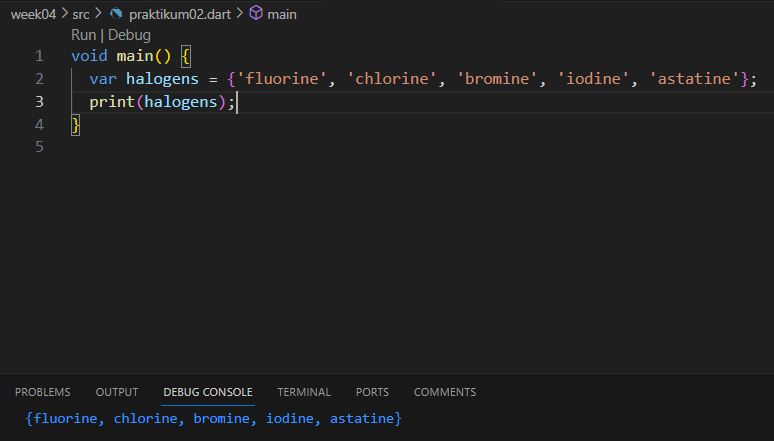 week04 > src > praktikum02.dart > main
Run | Debug
1 void main() {
2 var halogens = {'fluorine', 'chlorine', 'bromine', 'iodine', 'astatine'};
3 print(halogens);
4 }
5
PROBLEMS OUTPUT DEBUG CONSOLE TERMINAL PORTS COMMENTS
{fluorine, chlorine, bromine, iodine, astatine}